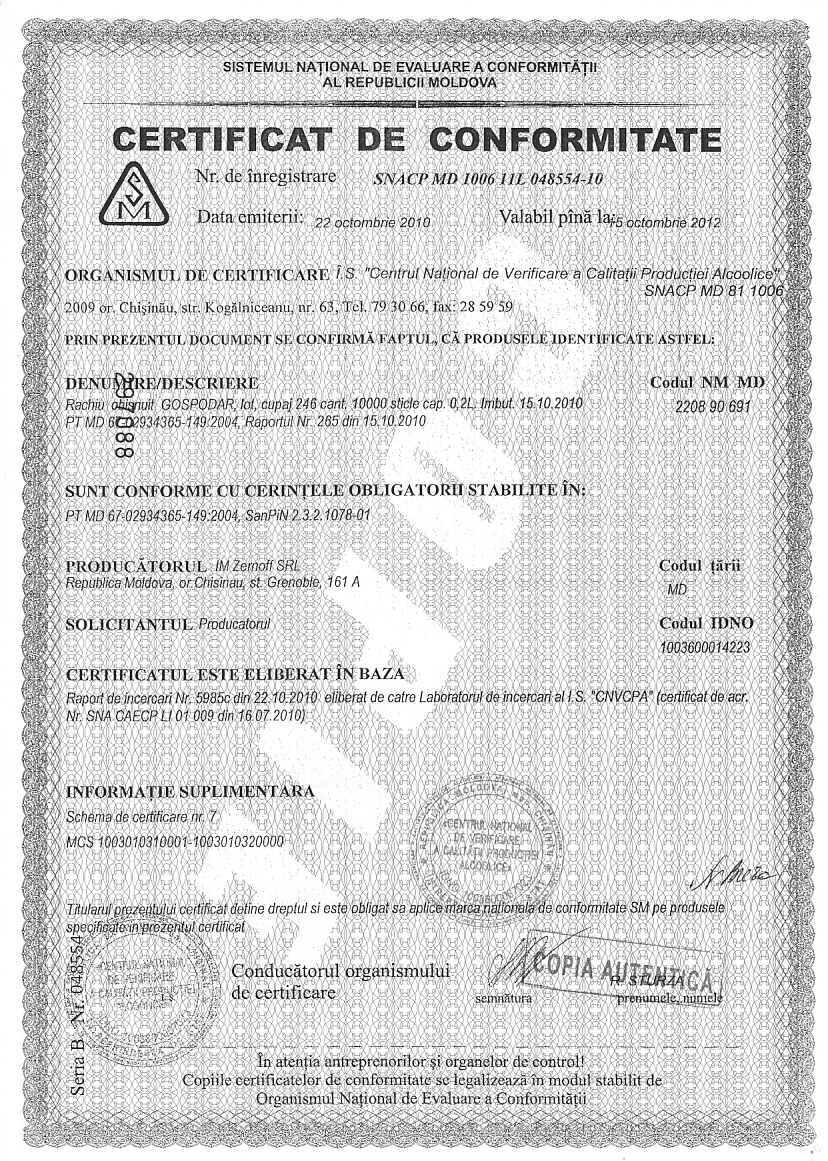 SISTEMUL NAȚIONAL DE EVALUARE A CONFORMITĂȚII
AL REPUBLICII MOLDOVA
CERTIFICAT DE CONFORMITATE
SM
Nr. de înregistrare SNACP MD 1006 11L 048554-10
Data emiterii: 22 octombrie 2010 Valabil pînă la: 15 octombrie 2012
ORGANISMUL DE CERTIFICARE Î.S. "Centrul Național de Verificare a Calitații Producției Alcoolice"
SNACP MD 81 1006
2009 or. Chișinău, str. Kogălniceanu, nr. 63, Tel. 79 30 66, fax: 28 59 59
PRIN PREZENTUL DOCUMENT SE CONFIRMĂ FAPTUL, CĂ PRODUSELE IDENTIFICATE ASTFEL:
DENUMIRE/DESCRIERE Codul NM MD
Rachiu obișnuit GOSPODAR, lot, cupaj 246 cant. 10000 sticle cap. 0,2L. Imbut. 15.10.2010
2208 90 691
PT MD 67-02934365-149:2004, Raportul Nr. 265 din 15.10.2010
297088
SUNT CONFORME CU CERINȚELE OBLIGATORII STABILITE ÎN:
PT MD 67-02934365-149:2004, SanPiN 2.3.2.1078-01
PRODUCĂTORUL IM Zernoff SRL Codul țării
Republica Moldova, or.Chisinau, st. Grenoble, 161 A
MD
SOLICITANTUL Producatorul Codul IDNO
1003600014223
CERTIFICATUL ESTE ELIBERAT ÎN BAZA
Raport de incercari Nr. 5985c din 22.10.2010 eliberat de catre Laboratorul de incercari al I.S. "CNVCPA" (certificat de acr.
Nr. SNA CAECP LI 01 009 din 16.07.2010)
INFORMAȚIE SUPLIMENTARA
Schema de certificare nr. 7
MCS 1003010310001-1003010320000
REPUBLICA MOLDOVA
CENTRUL NATIONAL
DE VERIFICARE
A CALITĂȚII PRODUCȚIEI
ALCOOLICE
Titularul prezentului certificat detine dreptul si este obligat sa aplice marca nationala de conformitate SM pe produsele
specificate in prezentul certificat
CENTRUL NATIONAL
DE VERIFICARE
A CALITĂȚII PRODUCȚIEI
ALCOOLICE
Conducătorul organismului
de certificare
COPIA AUTENTICĂ
R. STURZA
semnătura prenumele, numele
Seria B Nr. 048554
În atenția antreprenorilor și organelor de control!
Copiile certificatelor de conformitate se legalizează în modul stabilit de
Organismul Național de Evaluare a Conformității
COPIE